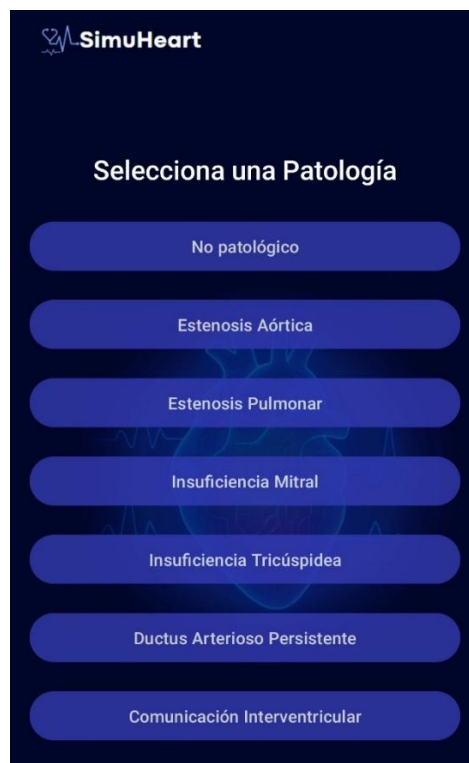 SimuHeart
Selecciona una Patología
No patológico
Estenosis Aórtica
Estenosis Pulmonar
Insuficiencia Mitral
Insuficiencia Tricúspidea
Ductus Arterioso Persistente
Comunicación Interventricular